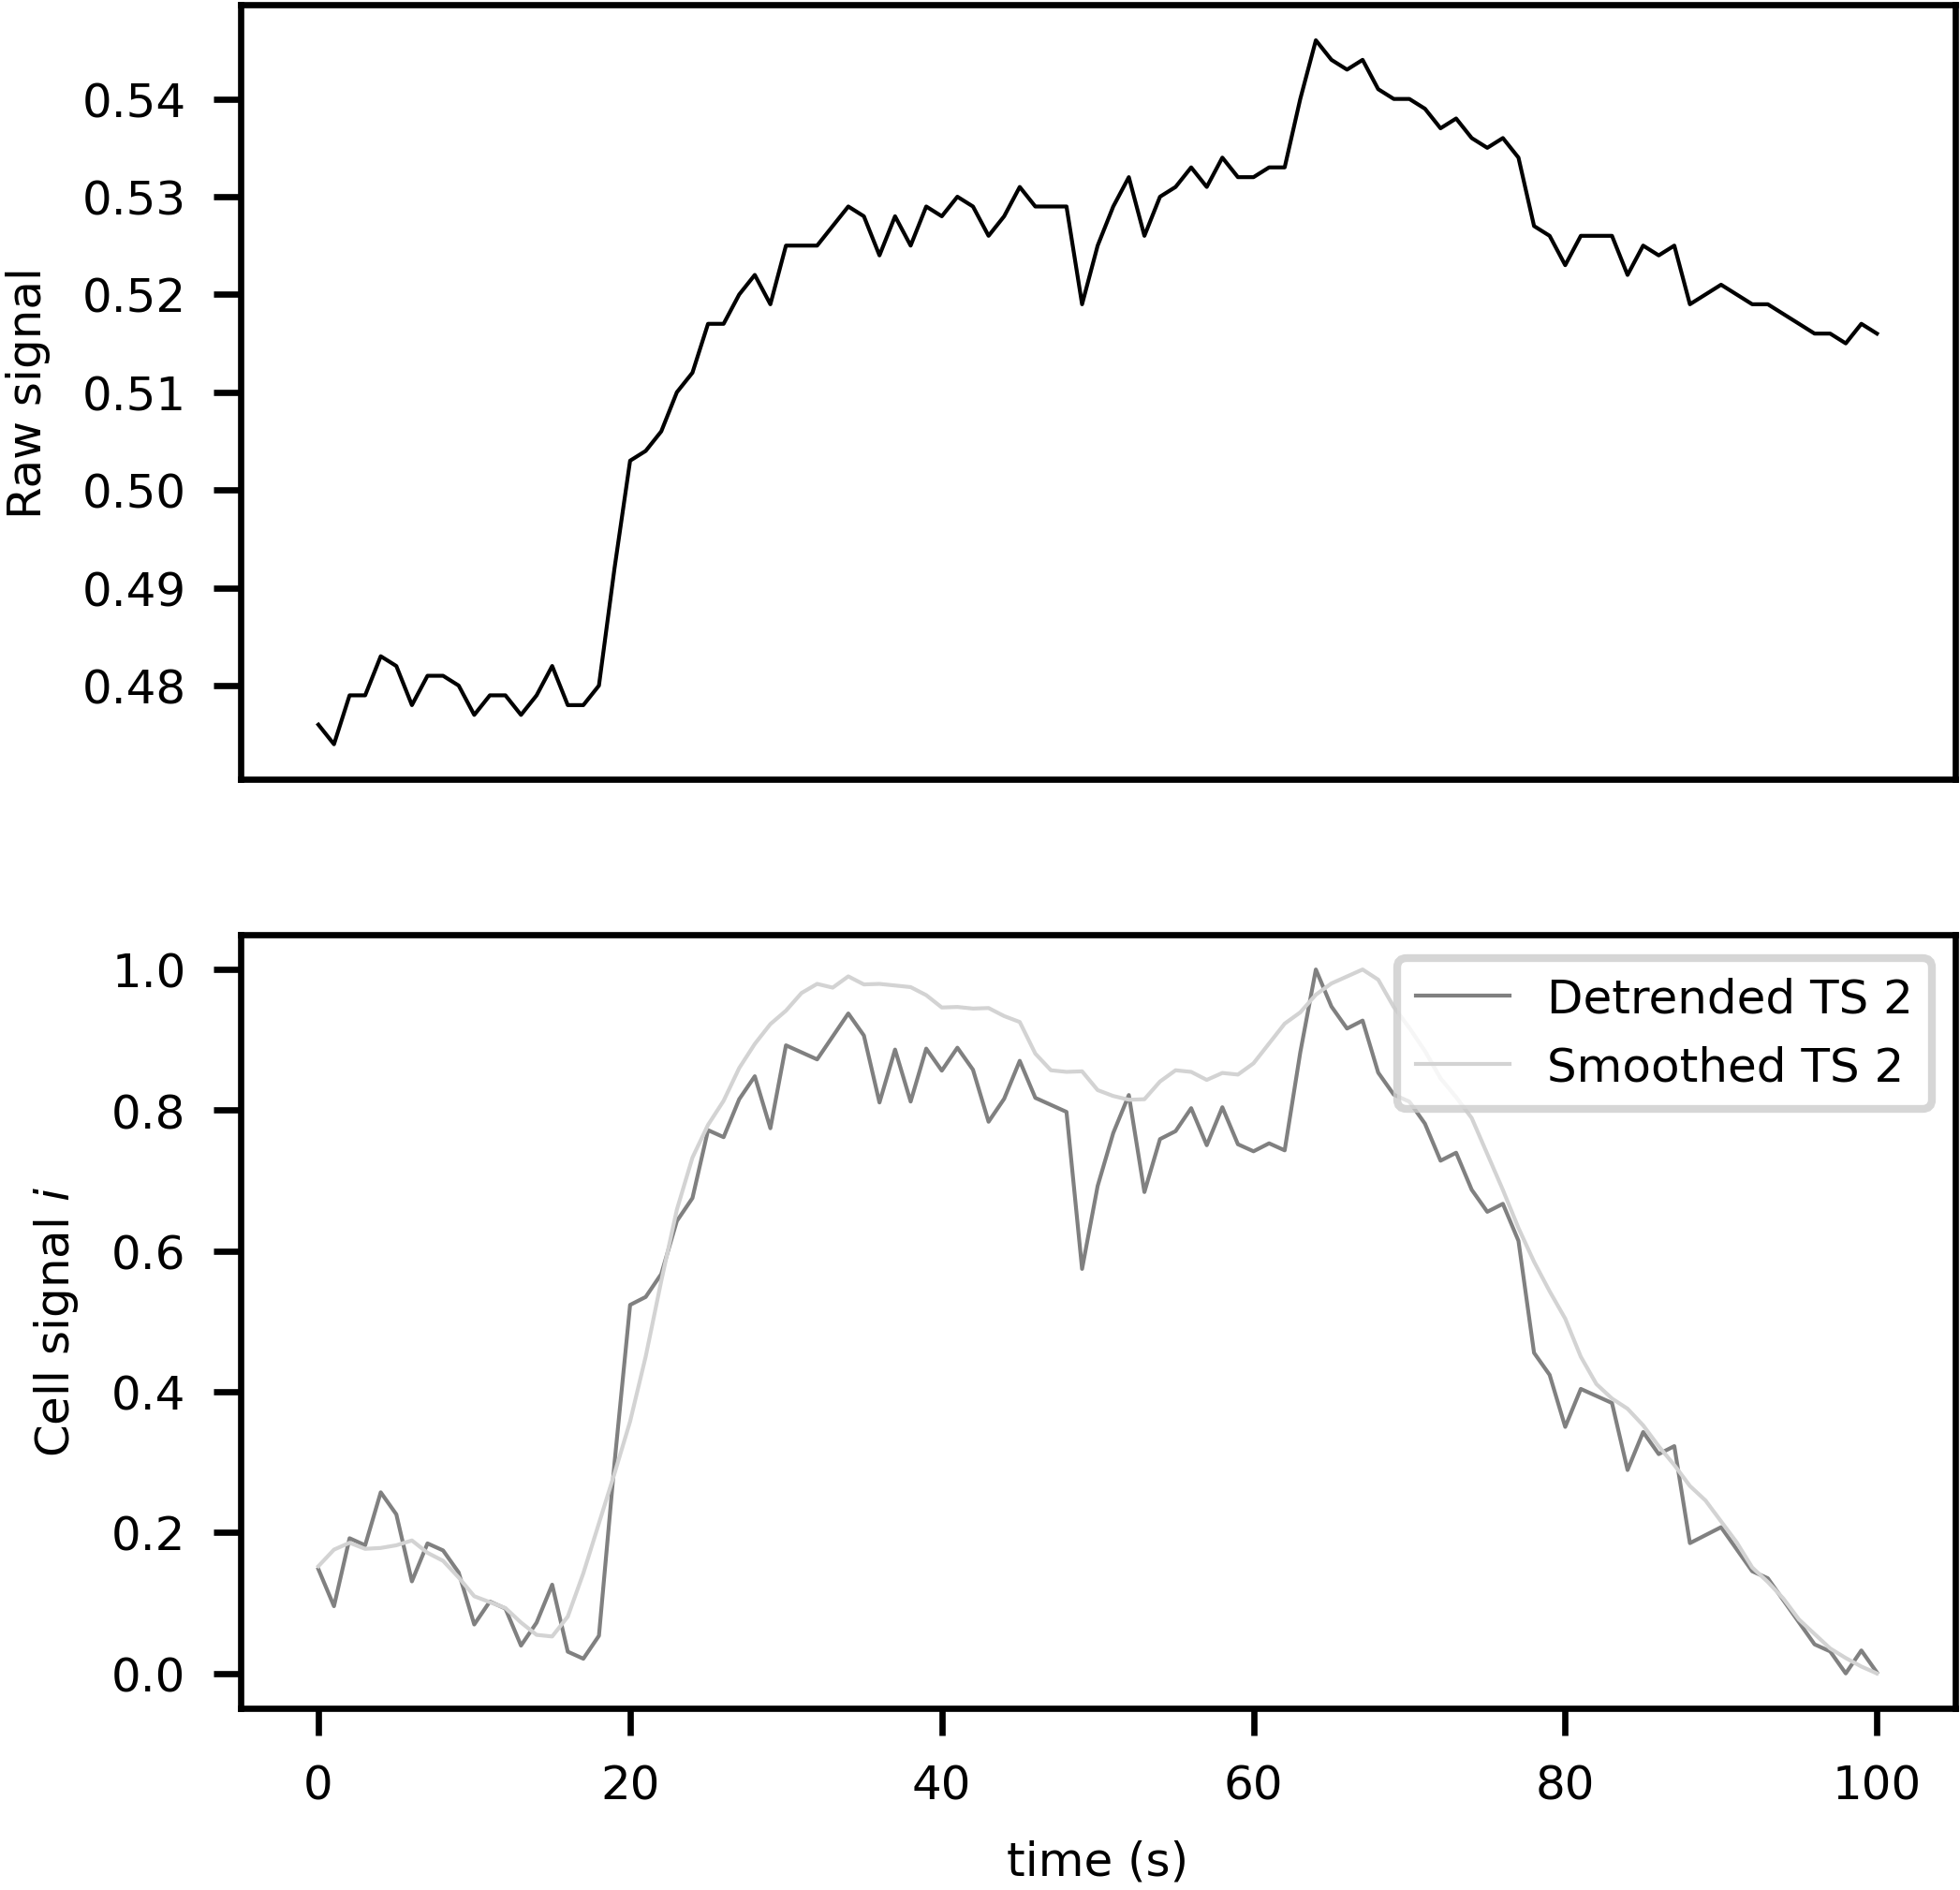 Raw signal
0.54
0.53
0.52
0.51
0.50
0.49
0.48
Cell signal i
1.0
0.8
0.6
0.4
0.2
0.0
Detrended TS 2
Smoothed TS 2
0 20 40 60 80 100
time (s)